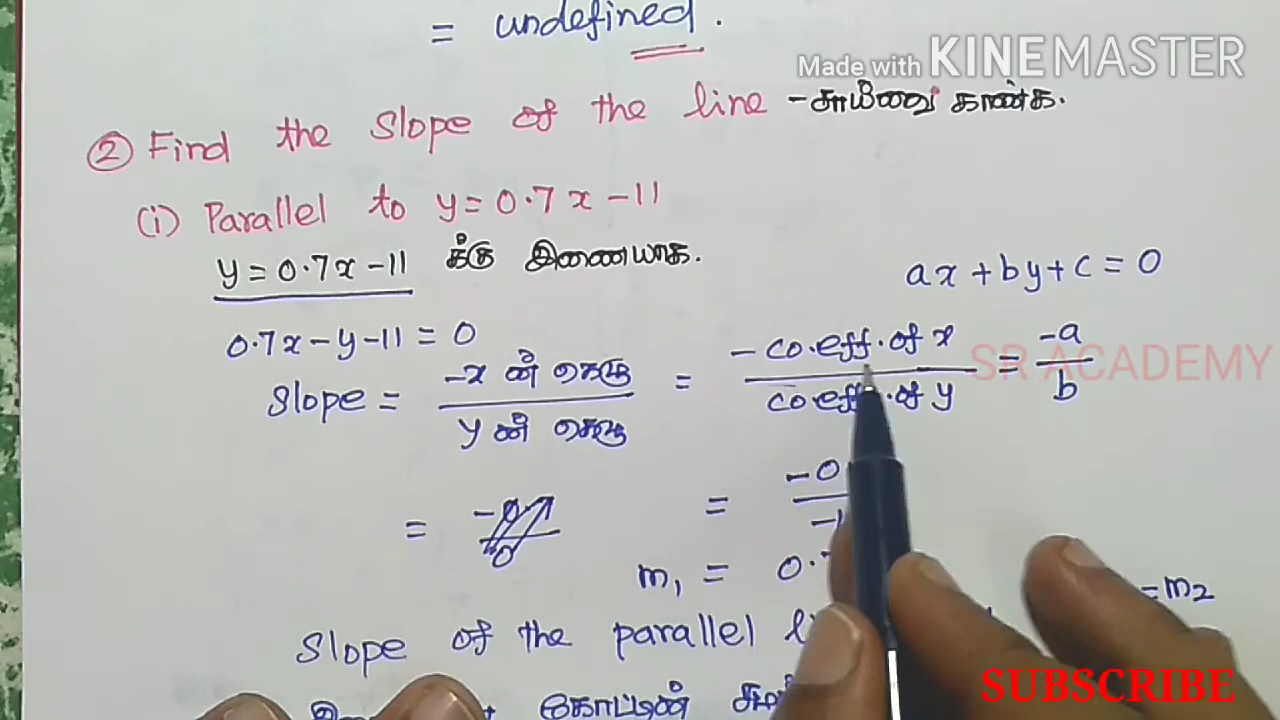 = undefined.
Made with KINEMASTER
② Find the slope of the line - சாய்வு காண்க.
(i) Parallel to y = 0.7x - 11
y = 0.7x - 11 க்கு இணையாக.
ax + by + c = 0
0.7x - y - 11 = 0
Slope = -x ன் கெழு / y ன் கெழு = -co.eff.of x / co.eff.of y = -a / b
SR ACADEMY
= -0
m₁ = 0.
Slope of the parallel = m₂
கோட்டின்
SUBSCRIBE